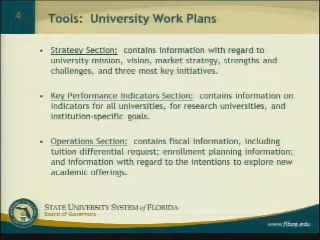 4
Tools: University Work Plans
• Strategy Section: contains information with regard to
university mission, vision, market strategy, strengths and
challenges, and three most key initiatives.
• Key Performance Indicators Section: contains information on
indicators for all universities, for research universities, and
institution-specific goals.
• Operations Section: contains fiscal information, including
tuition differential request; enrollment planning information;
and information with regard to the intentions to explore new
academic offerings.
STATE UNIVERSITY SYSTEM of FLORIDA
Board of Governors
www.flbog.edu